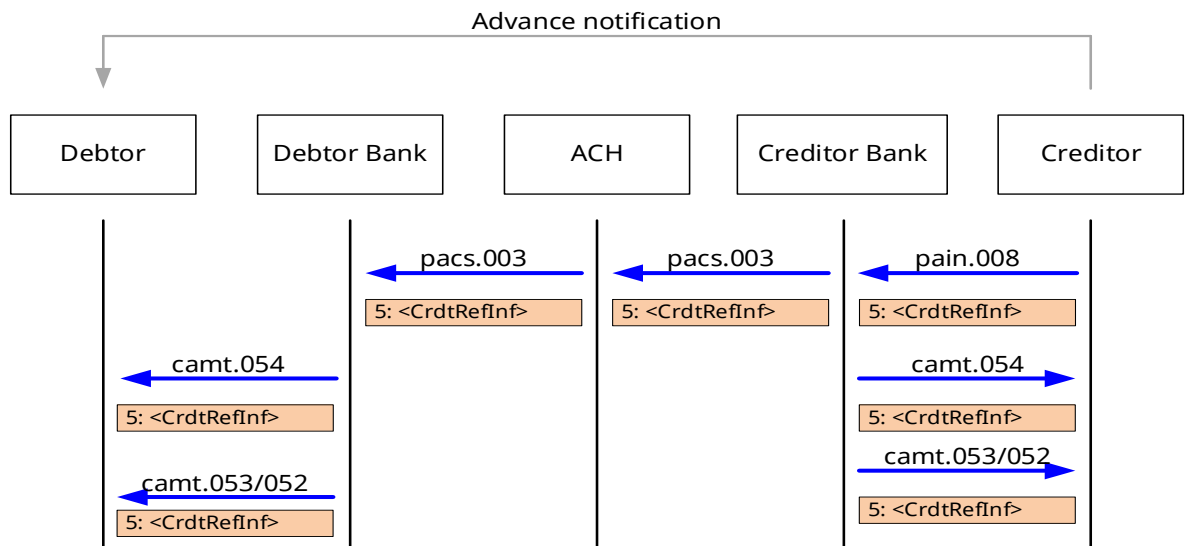 Advance notification
Debtor
Debtor Bank
ACH
Creditor Bank
Creditor
pacs.003
pacs.003
pain.008
5: <CrdtRefInf>
5: <CrdtRefInf>
5: <CrdtRefInf>
camt.054
camt.054
5: <CrdtRefInf>
5: <CrdtRefInf>
camt.053/052
camt.053/052
5: <CrdtRefInf>
5: <CrdtRefInf>